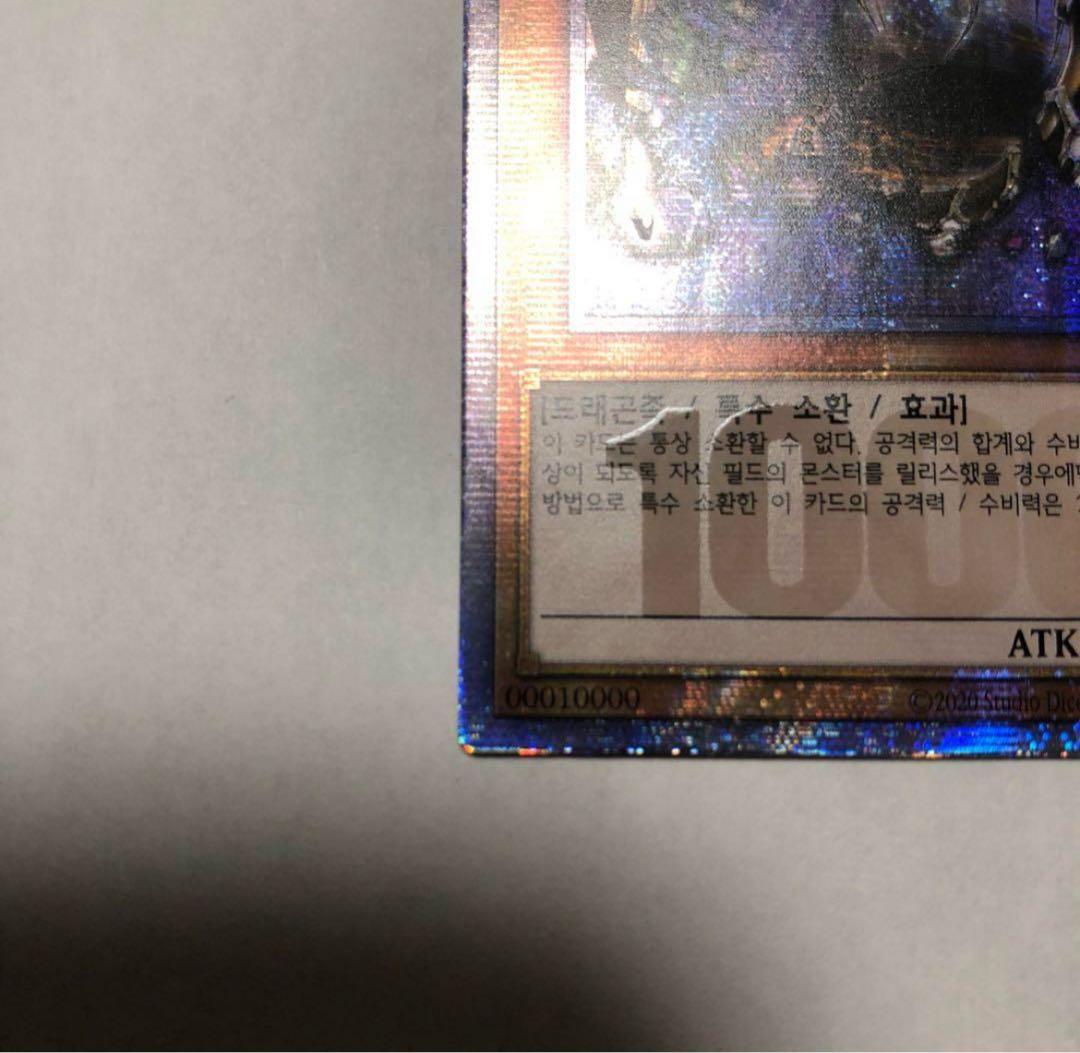 [드래곤족 / 특수 소환 / 효과]
이 카드는 통상 소환할 수 없다. 공격력의 합계와 수비
상이 되도록 자신 필드의 몬스터를 릴리스했을 경우에만
방법으로 특수 소환한 이 카드의 공격력 / 수비력은
1000
ATK
00010000
©2020 Studio Dice